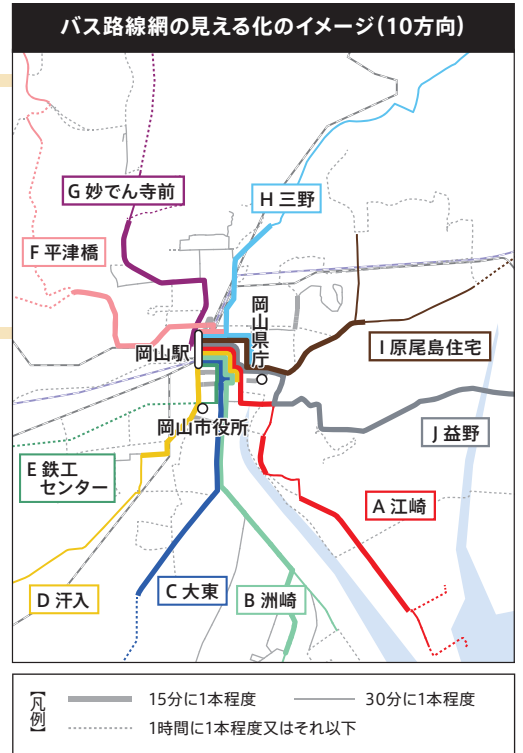 バス路線網の見える化のイメージ(10方向)
G 妙でん寺前
H 三野
F 平津橋
岡山県庁
岡山駅
I 原尾島住宅
岡山市役所
J 益野
E 鉄工
センター
A 江崎
D 汗入
C 大東
B 洲崎
【凡例】
15分に1本程度
30分に1本程度
1時間に1本程度又はそれ以下